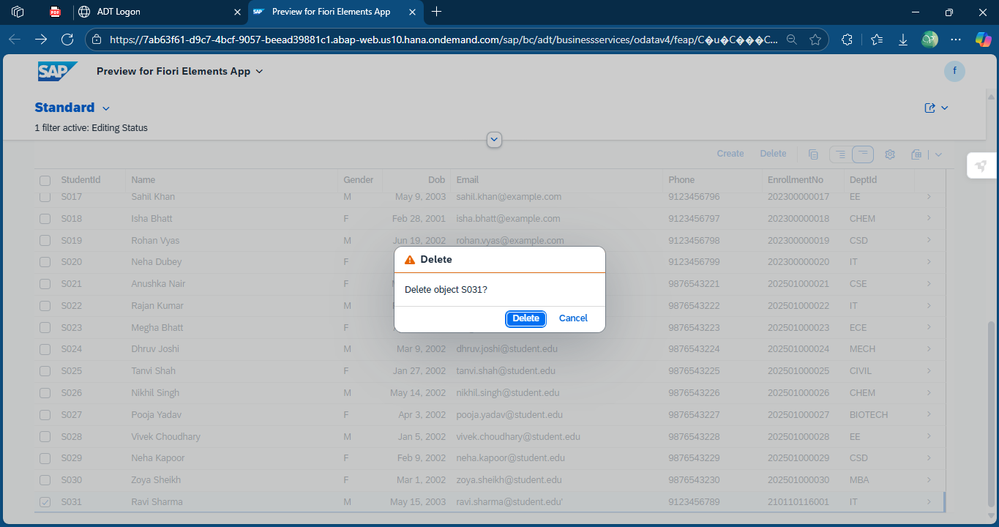 PDF
ADT Logon
SAP Preview for Fiori Elements App
https://7ab63f61-d9c7-4bcf-9057-beead39881c1.abap-web.us10.hana.ondemand.com/sap/bc/adt/businessservices/odatav4/feap/C�u�C���C...
SAP Preview for Fiori Elements App f
Standard
1 filter active: Editing Status
Create Delete
StudentId Name Gender Dob Email Phone EnrollmentNo DeptId
S017 Sahil Khan M May 9, 2003 sahil.khan@example.com 9123456796 202300000017 EE
S018 Isha Bhatt F Feb 28, 2001 isha.bhatt@example.com 9123456797 202300000018 CHEM
S019 Rohan Vyas M Jun 19, 2002 rohan.vyas@example.com 9123456798 202300000019 CSD
S020 Neha Dubey F 9123456799 202300000020 IT
S021 Anushka Nair F 9876543221 202501000021 CSE
S022 Rajan Kumar M 9876543222 202501000022 IT
S023 Megha Bhatt F 9876543223 202501000023 ECE
S024 Dhruv Joshi M Mar 9, 2002 dhruv.joshi@student.edu 9876543224 202501000024 MECH
S025 Tanvi Shah F Jan 27, 2002 tanvi.shah@student.edu 9876543225 202501000025 CIVIL
S026 Nikhil Singh M May 14, 2002 nikhil.singh@student.edu 9876543226 202501000026 CHEM
S027 Pooja Yadav F Apr 3, 2002 pooja.yadav@student.edu 9876543227 202501000027 BIOTECH
S028 Vivek Choudhary M Jan 5, 2002 vivek.choudhary@student.edu 9876543228 202501000028 EE
S029 Neha Kapoor F Feb 9, 2002 neha.kapoor@student.edu 9876543229 202501000029 CSD
S030 Zoya Sheikh F Mar 1, 2002 zoya.sheikh@student.edu 9876543230 202501000030 MBA
S031 Ravi Sharma M May 15, 2003 ravi.sharma@student.edu' 9123456789 210110116001 IT
Delete
Delete object S031?
Delete Cancel